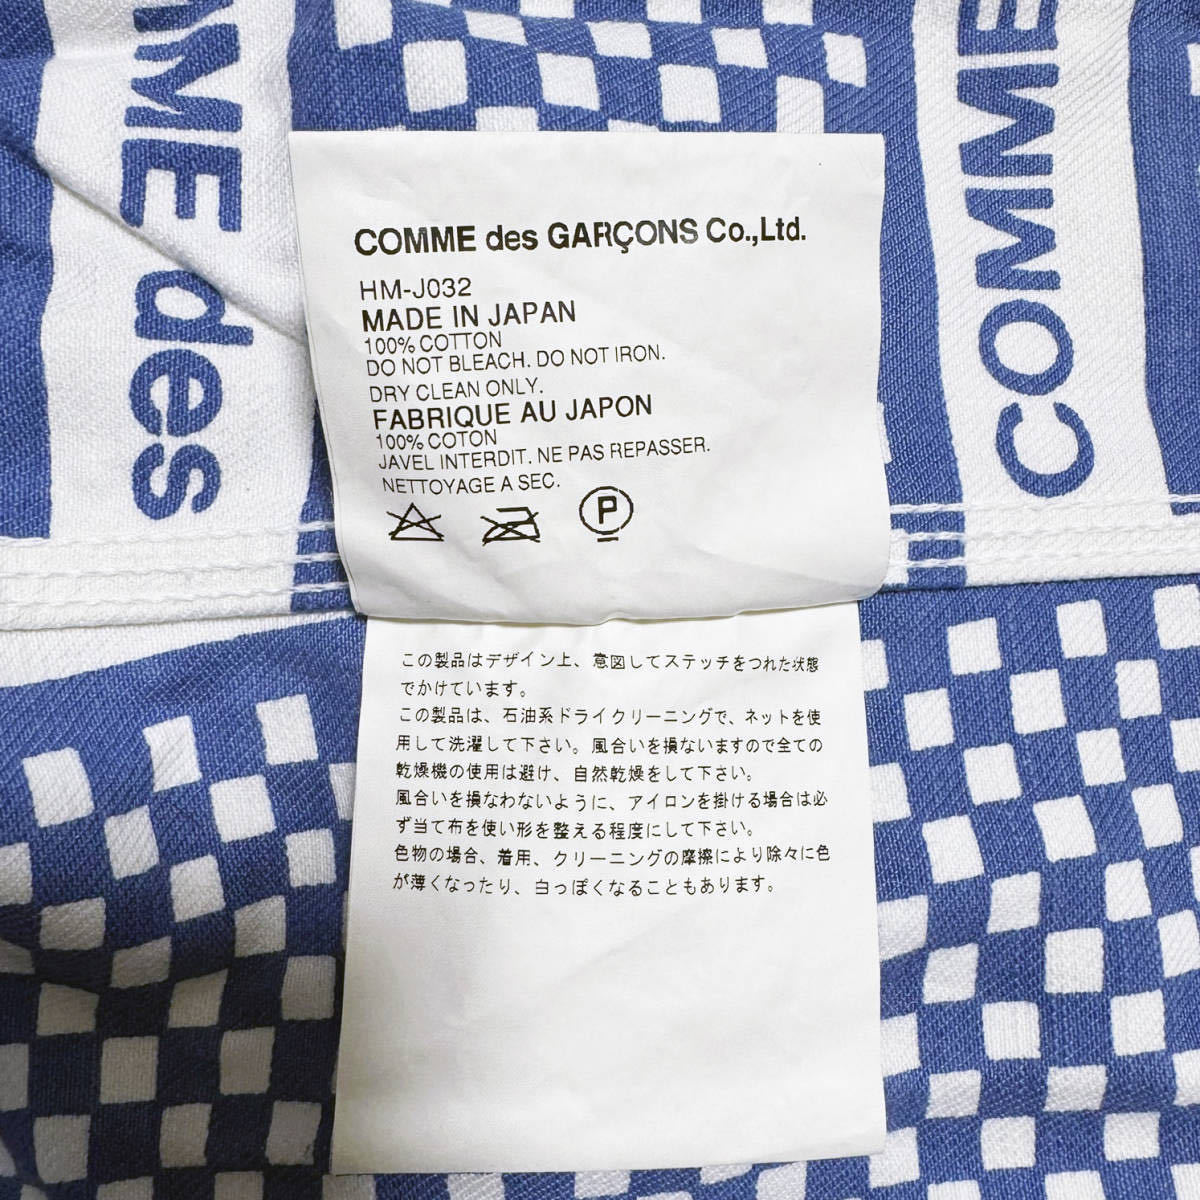 MME des
COMME
COMME des GARÇONS Co.,Ltd.
HM-J032
MADE IN JAPAN
100% COTTON
DO NOT BLEACH. DO NOT IRON.
DRY CLEAN ONLY.
FABRIQUE AU JAPON
100% COTON
JAVEL INTERDIT. NE PAS REPASSER.
NETTOYAGE A SEC.
P
この製品はデザイン上、意図してステッチをつれた状態
でかけています。
この製品は、石油系ドライクリーニングで、ネットを使
用して洗濯して下さい。風合いを損ないますので全ての
乾燥機の使用は避け、自然乾燥をして下さい。
風合いを損なわないように、アイロンを掛ける場合は必
ず当て布を使い形を整える程度にして下さい。
色物の場合、着用、クリーニングの摩擦により除々に色
が薄くなったり、白っぽくなることもあります。